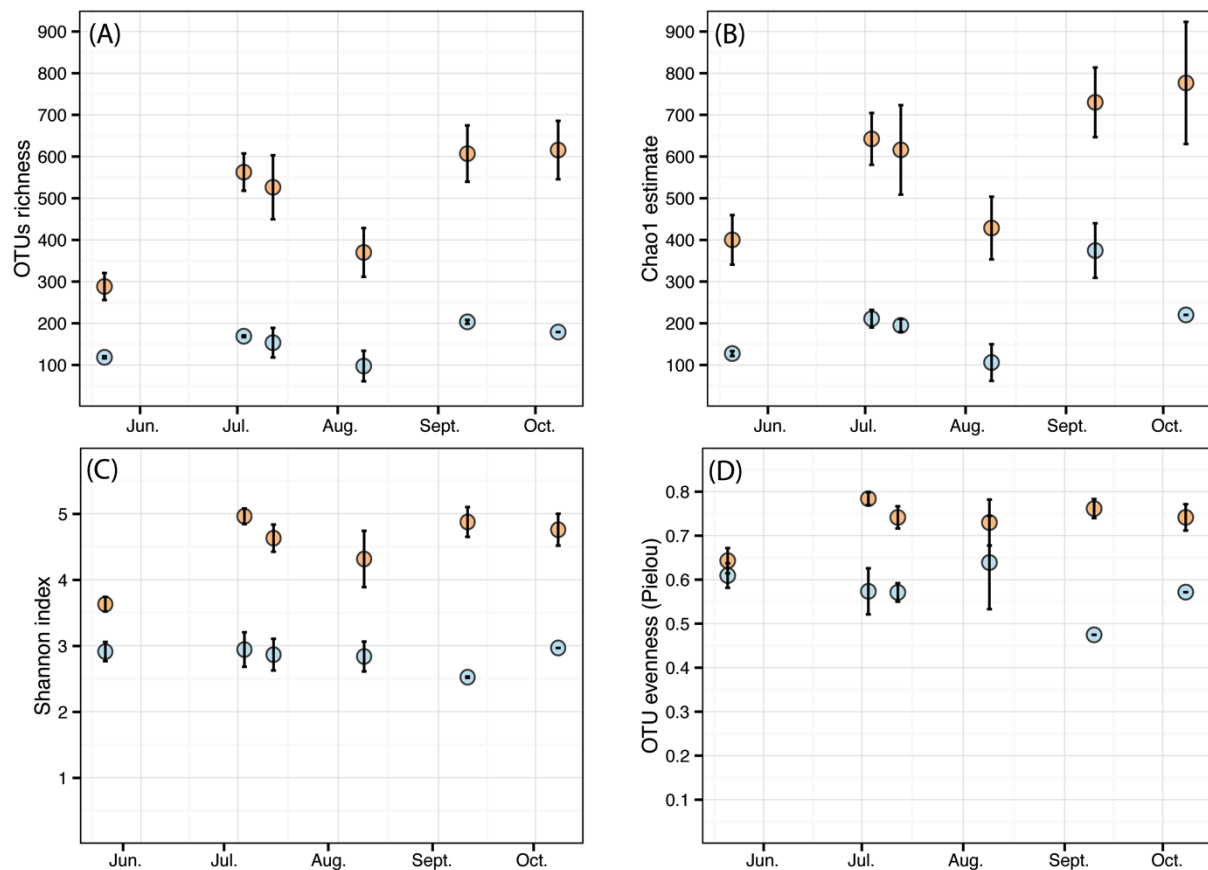 (A)
OTUs richness
900
800
700
600
500
400
300
200
100
Jun. Jul. Aug. Sept. Oct.
(B)
Chao1 estimate
900
800
700
600
500
400
300
200
100
Jun. Jul. Aug. Sept. Oct.
(C)
Shannon index
5
4
3
2
1
Jun. Jul. Aug. Sept. Oct.
(D)
OTU evenness (Pielou)
0.8
0.7
0.6
0.5
0.4
0.3
0.2
0.1
Jun. Jul. Aug. Sept. Oct.